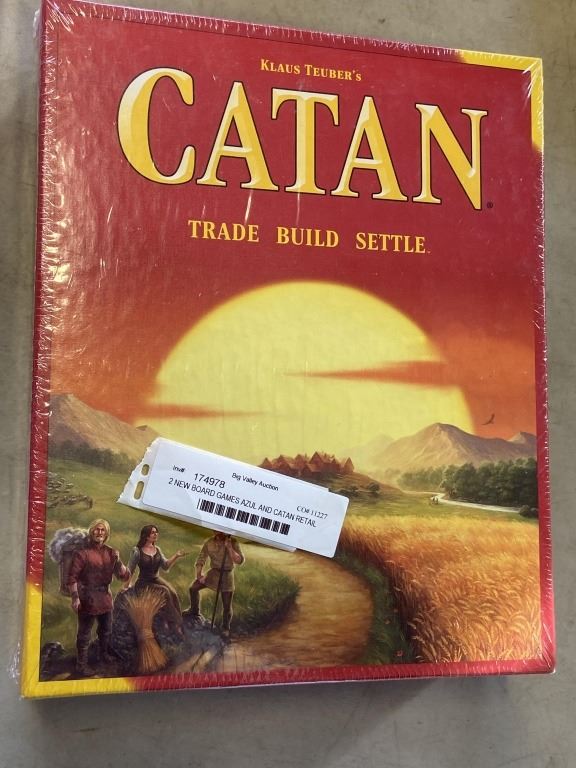 KLAUS TEUBER'S
CATAN®
TRADE BUILD SETTLE™
Inv# 174978 Big Valley Auction
2 NEW BOARD GAMES AZUL AND CATAN RETAIL
CO# 11227